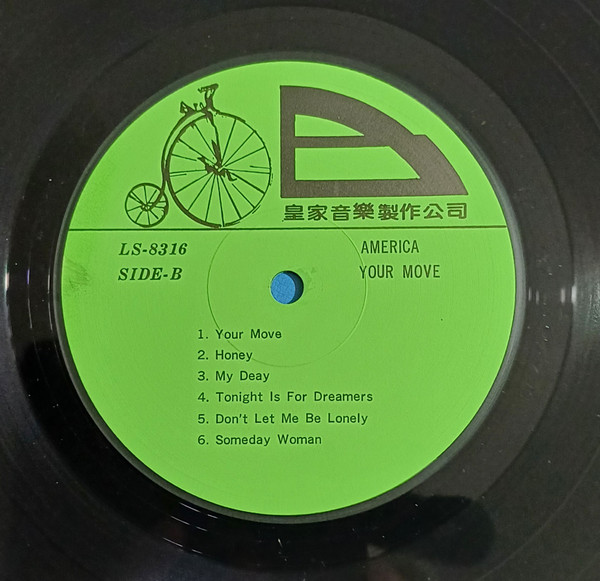 皇家音樂製作公司
LS-8316
SIDE-B
AMERICA
YOUR MOVE
1. Your Move
2. Honey
3. My Deay
4. Tonight Is For Dreamers
5. Don't Let Me Be Lonely
6. Someday Woman